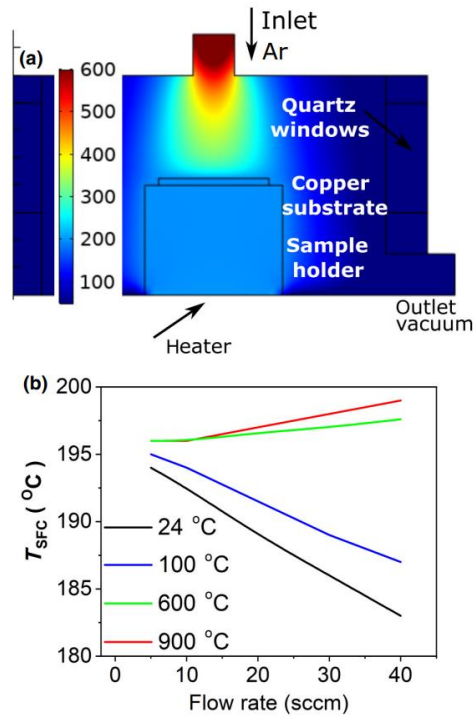 (a)
Inlet
Ar
600
500
400
300
200
100
Quartz
windows
Copper
substrate
Sample
holder
Heater
Outlet
vacuum
(b)
200
195
190
185
180
T_SFC (°C)
24 °C
100 °C
600 °C
900 °C
0 10 20 30 40
Flow rate (sccm)